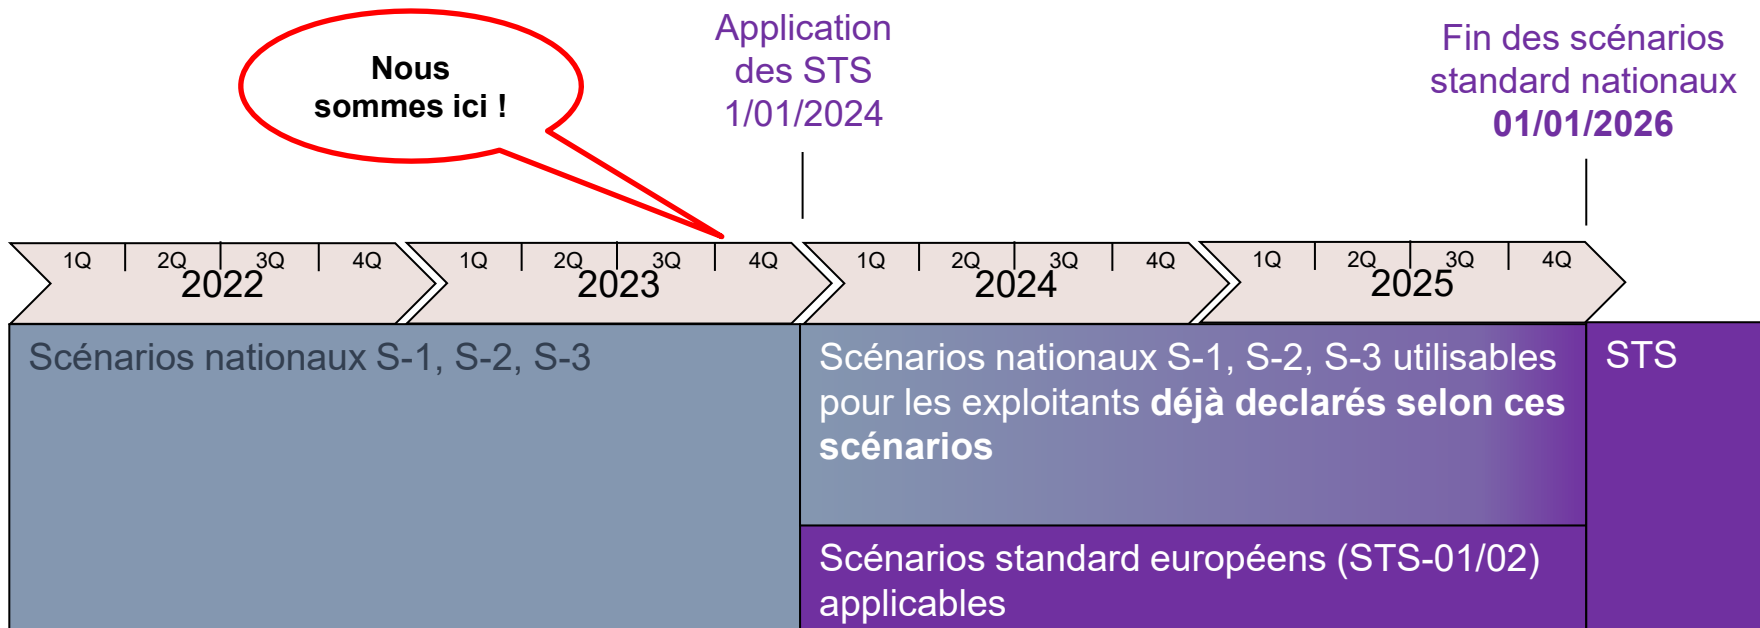 Nous
sommes ici !
Application
des STS
1/01/2024
Fin des scénarios
standard nationaux
01/01/2026
1Q 2Q 3Q 4Q 1Q 2Q 3Q 4Q 1Q 2Q 3Q 4Q 1Q 2Q 3Q 4Q
2022 2023 2024 2025
Scénarios nationaux S-1, S-2, S-3
Scénarios nationaux S-1, S-2, S-3 utilisables
pour les exploitants déjà declarés selon ces
scénarios
STS
Scénarios standard européens (STS-01/02)
applicables